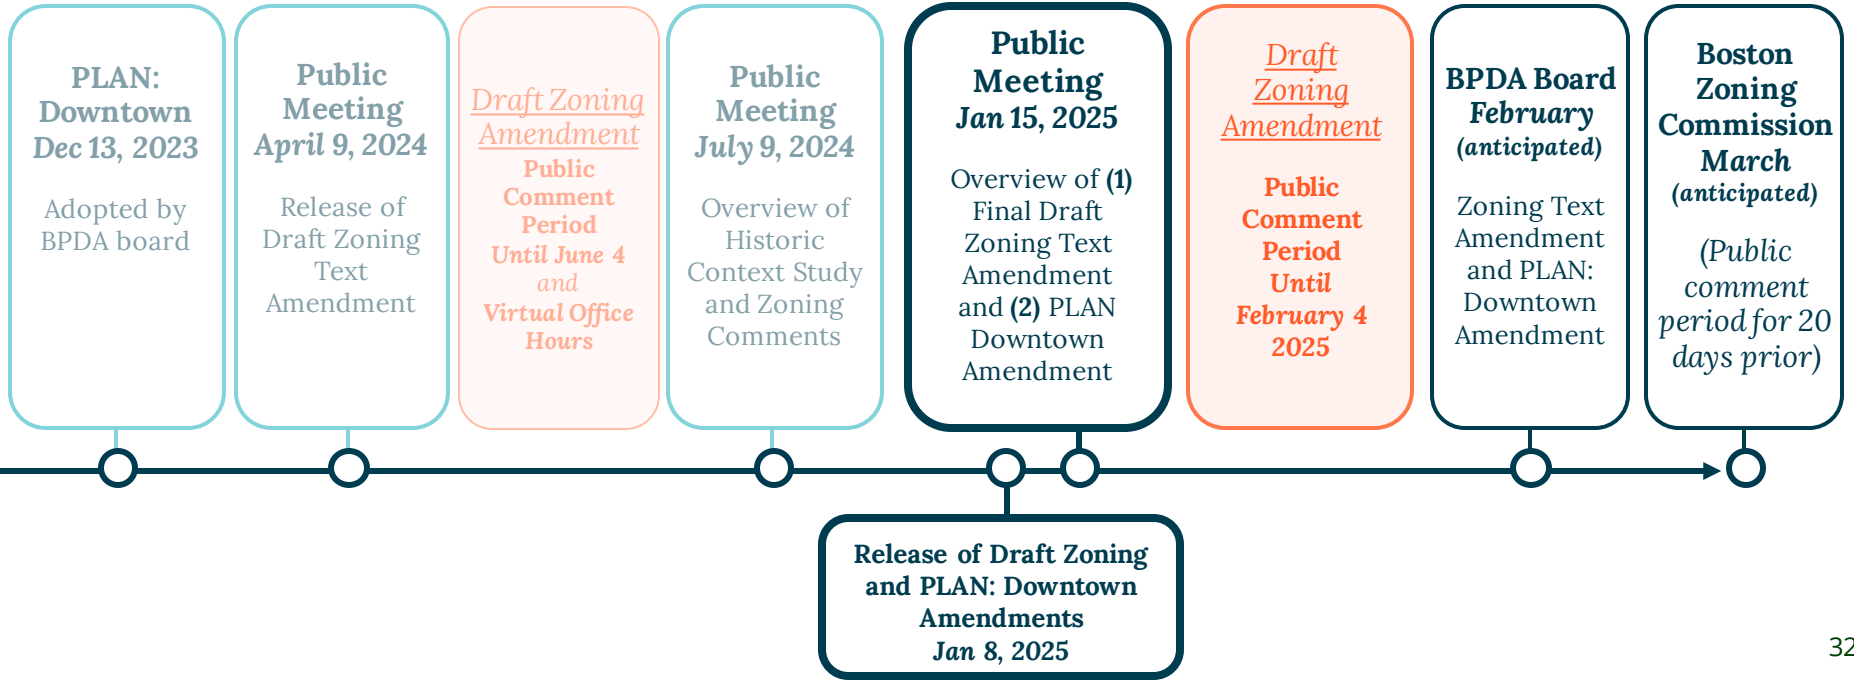 PLAN:
Downtown
Dec 13, 2023
Adopted by
BPDA board
Public
Meeting
April 9, 2024
Release of
Draft Zoning
Text
Amendment
Draft Zoning
Amendment
Public
Comment
Period
Until June 4
and
Virtual Office
Hours
Public
Meeting
July 9, 2024
Overview of
Historic
Context Study
and Zoning
Comments
Public
Meeting
Jan 15, 2025
Overview of (1)
Final Draft
Zoning Text
Amendment
and (2) PLAN
Downtown
Amendment
Draft
Zoning
Amendment
Public
Comment
Period
Until
February 4
2025
BPDA Board
February
(anticipated)
Zoning Text
Amendment
and PLAN:
Downtown
Amendment
Boston
Zoning
Commission
March
(anticipated)
(Public
comment
period for 20
days prior)
Release of Draft Zoning
and PLAN: Downtown
Amendments
Jan 8, 2025
32